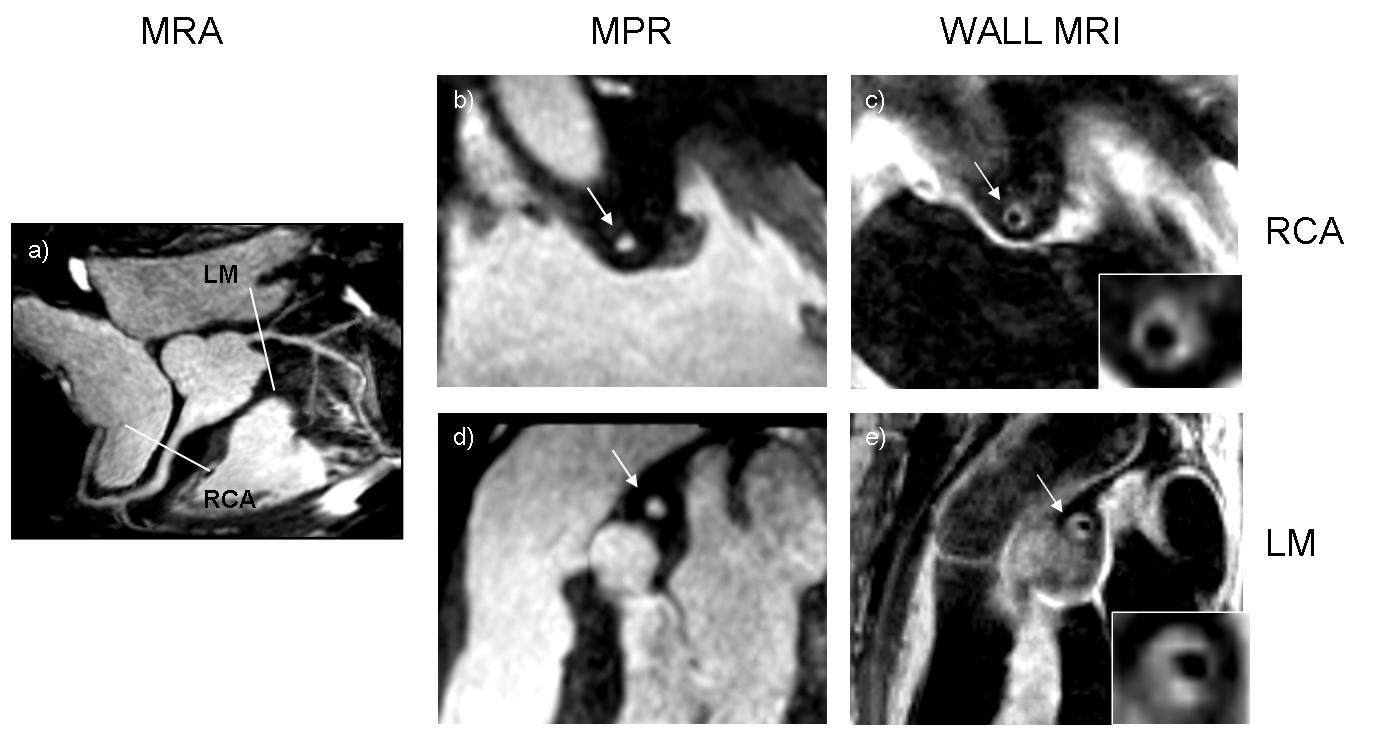 MRA MPR WALL MRI
b) c)
RCA
a) LM
RCA
d) e)
LM